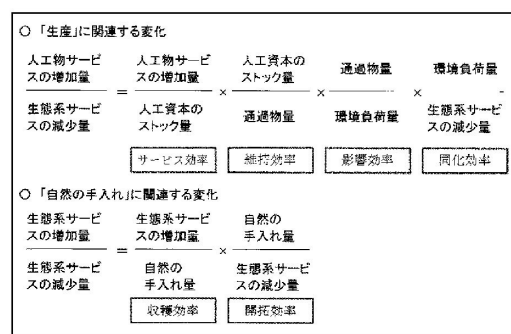 ○「生産」に関連する変化
人工物サービ 人工物サービ 人工資本の 通過物量 環境負荷量
スの増加量 スの増加量 ストック量
= × × ×
生態系サービ 人工資本の 通過物量 環境負荷量 生態系サービ
スの減少量 ストック量 スの減少量
サービス効率 維持効率 影響効率 同化効率
○「自然の手入れ」に関連する変化
生態系サービ 生態系サービ 自然の
スの増加量 スの増加量 手入れ量
= ×
生態系サービ 自然の 生態系サービ
スの減少量 手入れ量 スの減少量
収穫効率 開拓効率